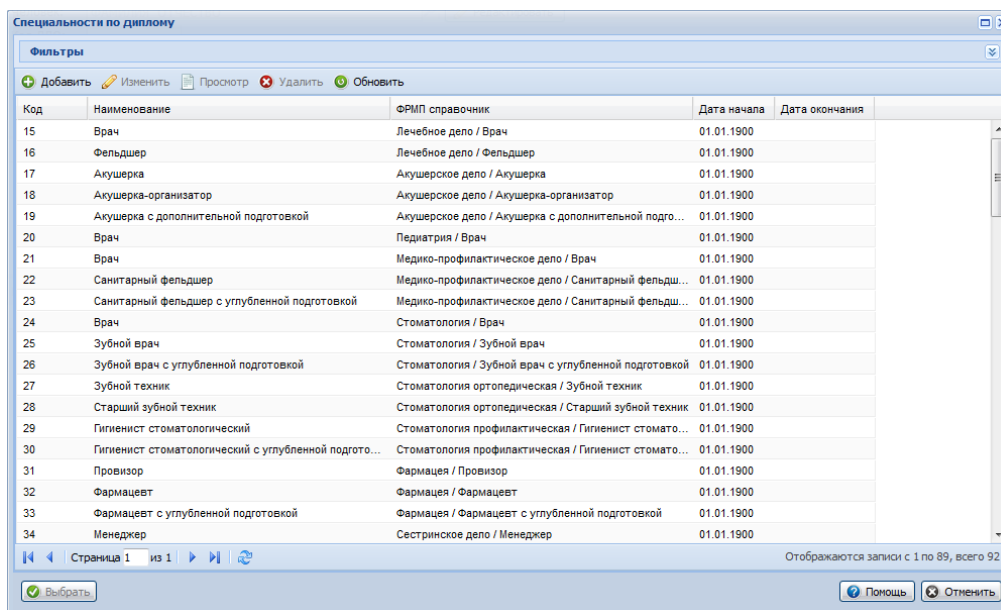 Специальности по диплому
Фильтры
Добавить Изменить Просмотр Удалить Обновить
Код Наименование ФРМП справочник Дата начала Дата окончания
15 Врач Лечебное дело / Врач 01.01.1900
16 Фельдшер Лечебное дело / Фельдшер 01.01.1900
17 Акушерка Акушерское дело / Акушерка 01.01.1900
18 Акушерка-организатор Акушерское дело / Акушерка-организатор 01.01.1900
19 Акушерка с дополнительной подготовкой Акушерское дело / Акушерка с дополнительной подго... 01.01.1900
20 Врач Педиатрия / Врач 01.01.1900
21 Врач Медико-профилактическое дело / Врач 01.01.1900
22 Санитарный фельдшер Медико-профилактическое дело / Санитарный фельдш... 01.01.1900
23 Санитарный фельдшер с углубленной подготовкой Медико-профилактическое дело / Санитарный фельдш... 01.01.1900
24 Врач Стоматология / Врач 01.01.1900
25 Зубной врач Стоматология / Зубной врач 01.01.1900
26 Зубной врач с углубленной подготовкой Стоматология / Зубной врач с углубленной подготовкой 01.01.1900
27 Зубной техник Стоматология ортопедическая / Зубной техник 01.01.1900
28 Старший зубной техник Стоматология ортопедическая / Старший зубной техник 01.01.1900
29 Гигиенист стоматологический Стоматология профилактическая / Гигиенист стомато... 01.01.1900
30 Гигиенист стоматологический с углубленной подгото... Стоматология профилактическая / Гигиенист стомато... 01.01.1900
31 Провизор Фармацея / Провизор 01.01.1900
32 Фармацевт Фармацея / Фармацевт 01.01.1900
33 Фармацевт с углубленной подготовкой Фармацея / Фармацевт с углубленной подготовкой 01.01.1900
34 Менеджер Сестринское дело / Менеджер 01.01.1900
Страница 1 из 1 Отображаются записи с 1 по 89, всего 92
Выбрать Помощь Отменить